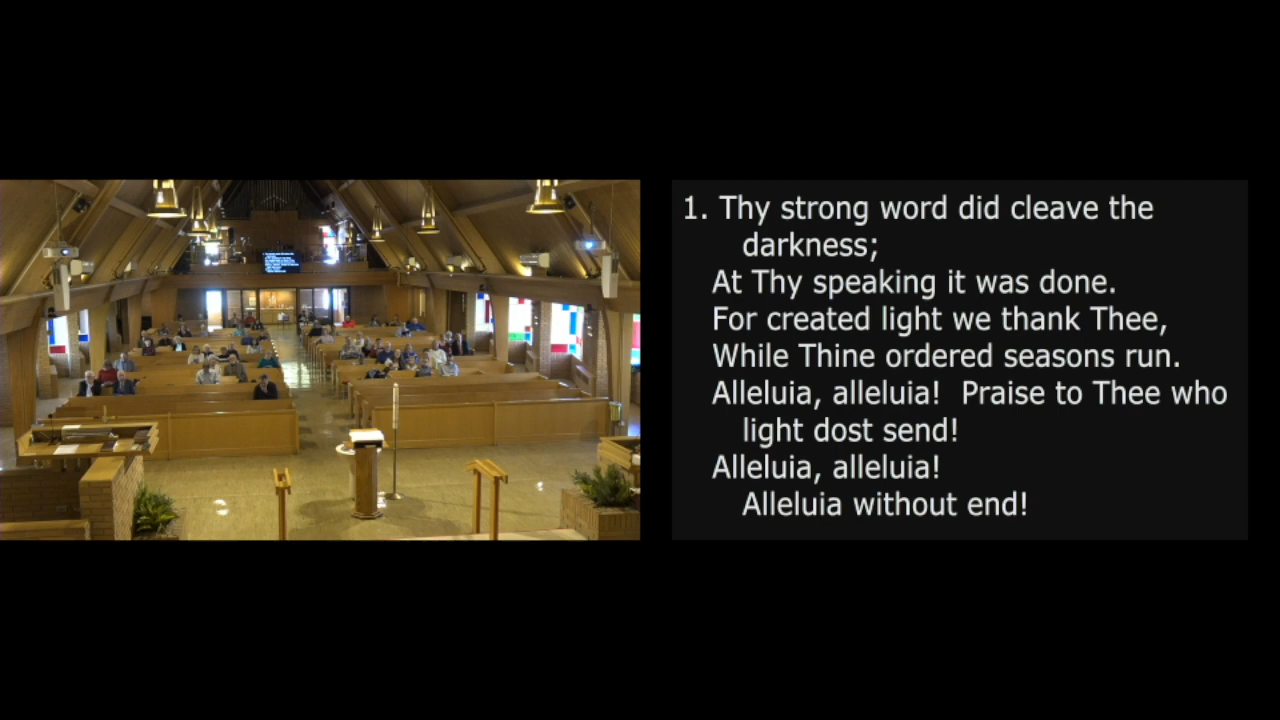 1. Thy strong word did cleave the
darkness;
At Thy speaking it was done.
For created light we thank Thee,
While Thine ordered seasons run.
Alleluia, alleluia!  Praise to Thee who
light dost send!
Alleluia, alleluia!
Alleluia without end!